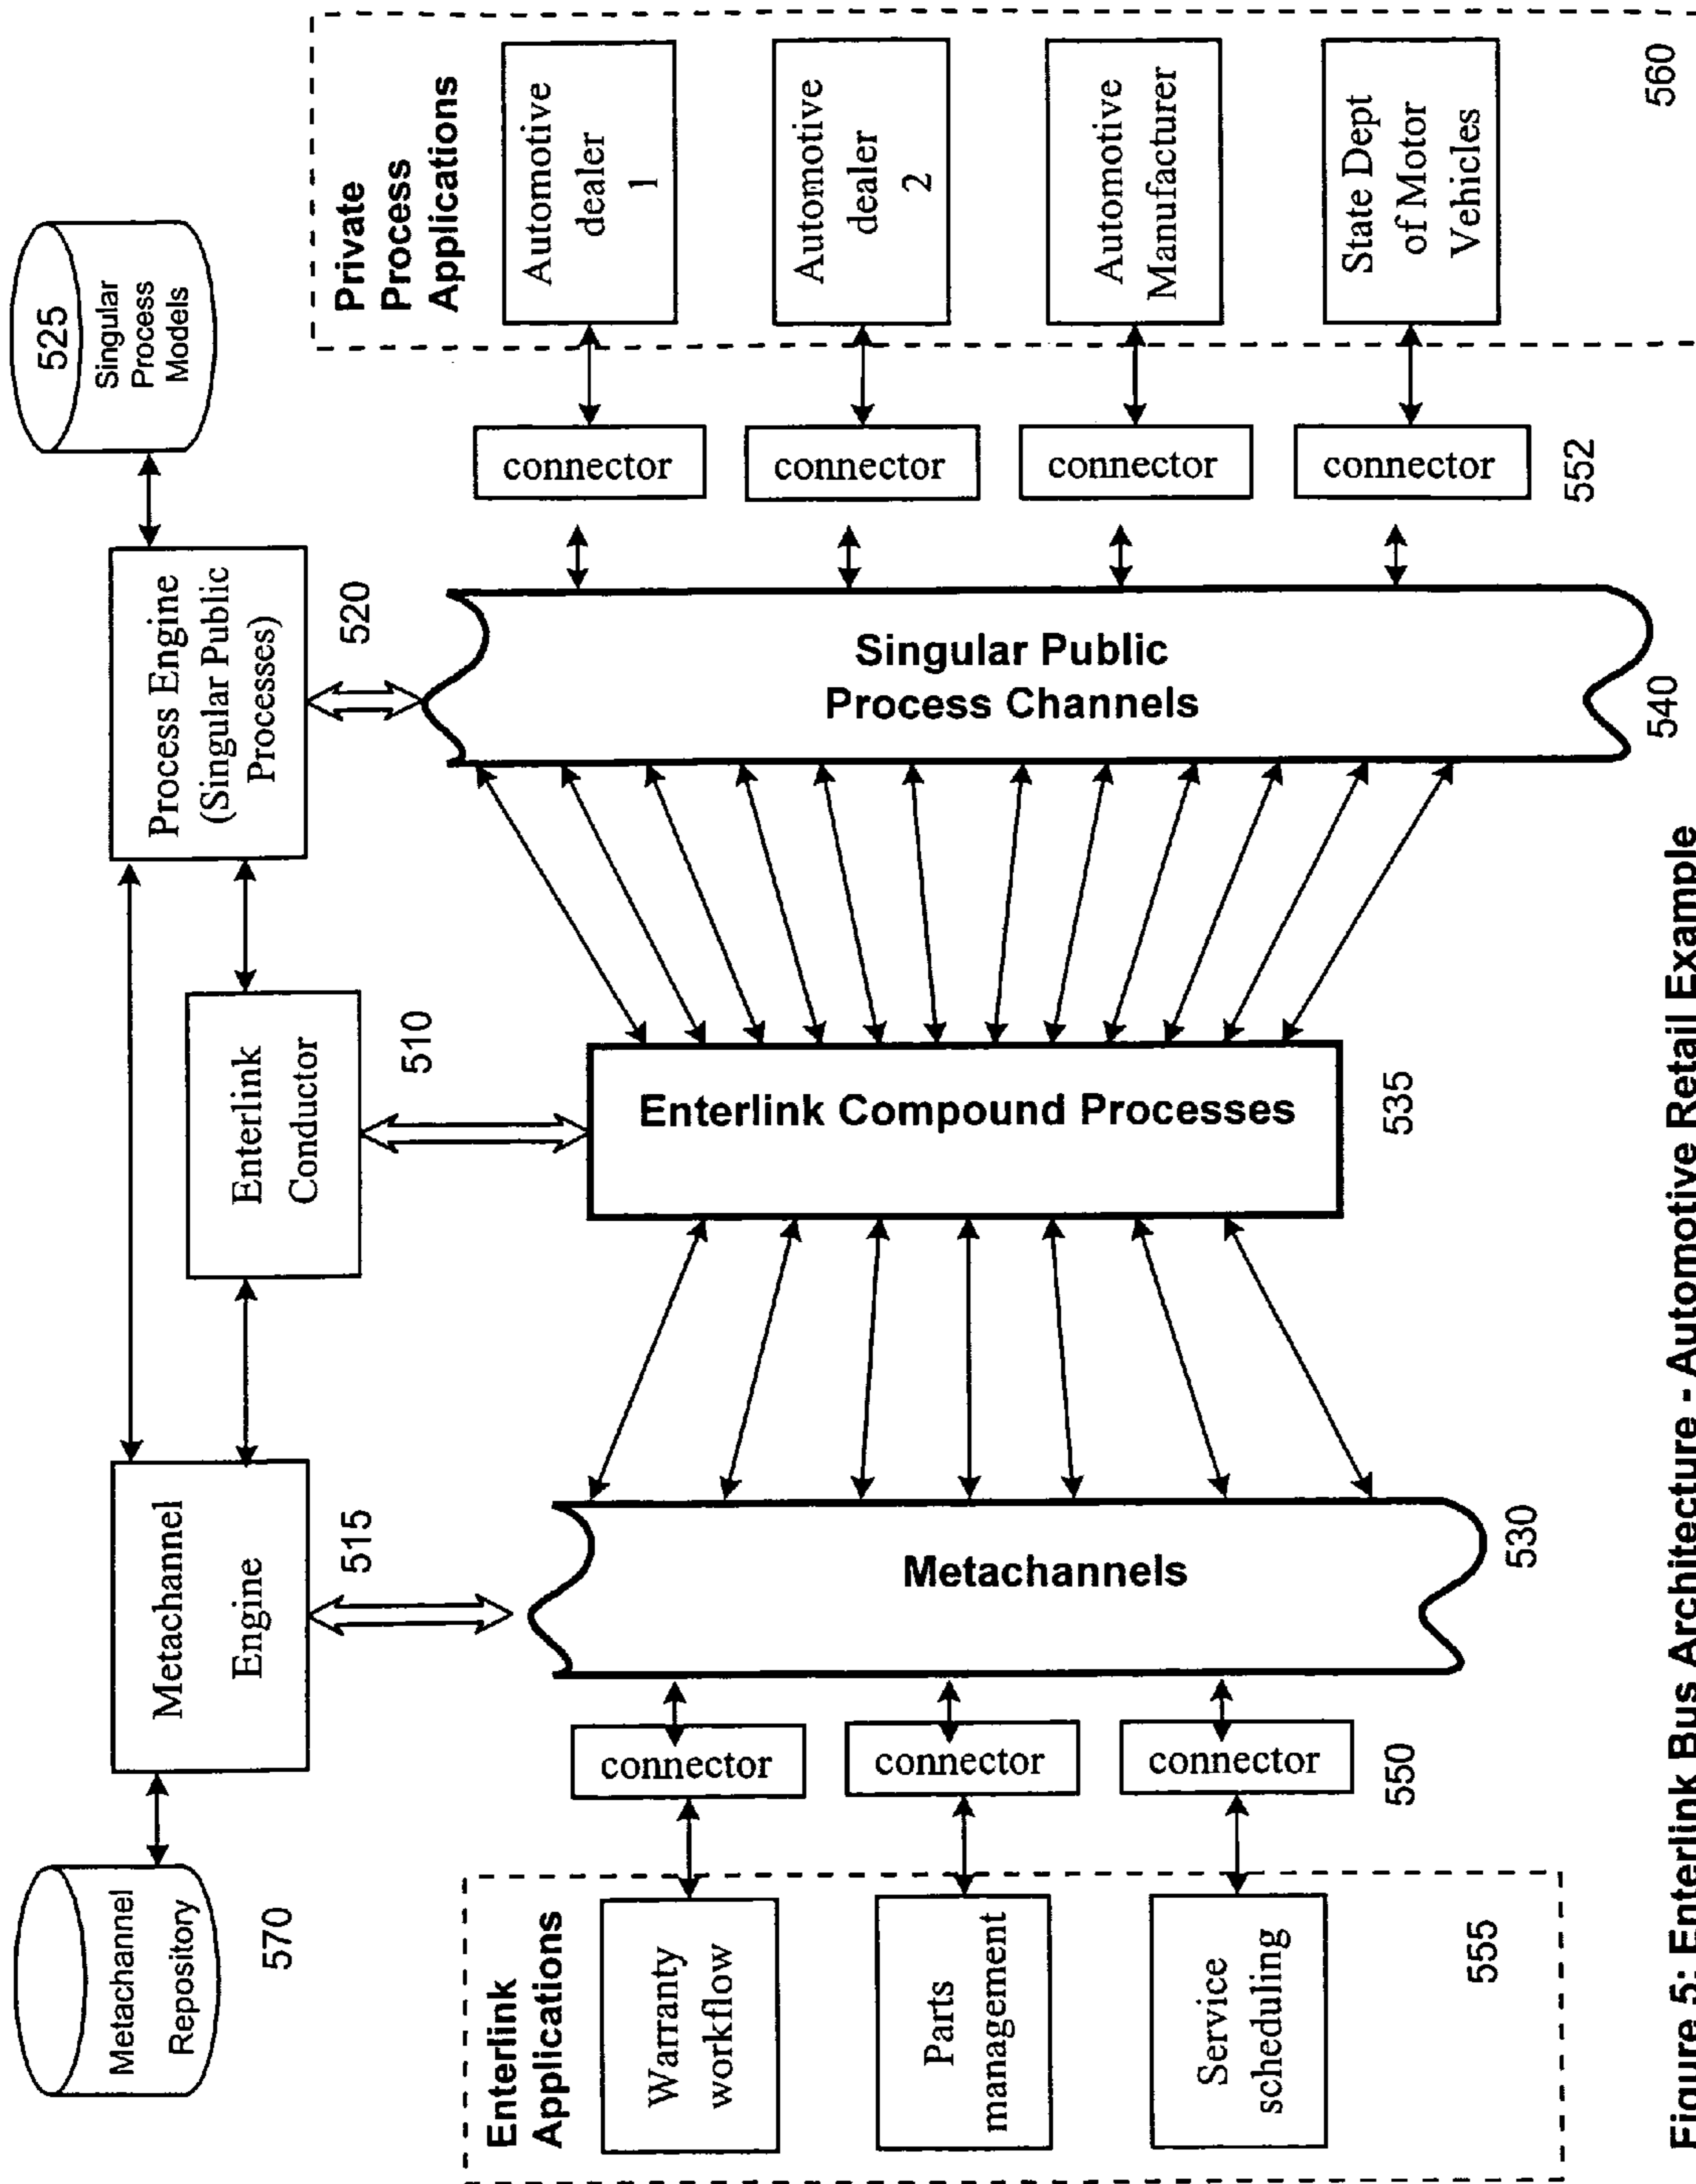 Metachannel
Repository
570
Metachannel
Engine
515
Enterlink
Conductor
510
Process Engine
(Singular Public
Processes)
520
525
Singular
Process
Models
Enterlink
Applications
Warranty
workflow
Parts
management
Service
scheduling
555
connector
connector
connector
550
Metachannels
530
Enterlink Compound Processes
535
Singular Public
Process Channels
540
connector
connector
connector
connector
552
Private
Process
Applications
Automotive
dealer
1
Automotive
dealer
2
Automotive
Manufacturer
State Dept
of Motor
Vehicles
560
Figure 5: Enterlink Bus Architecture - Automotive Retail Example